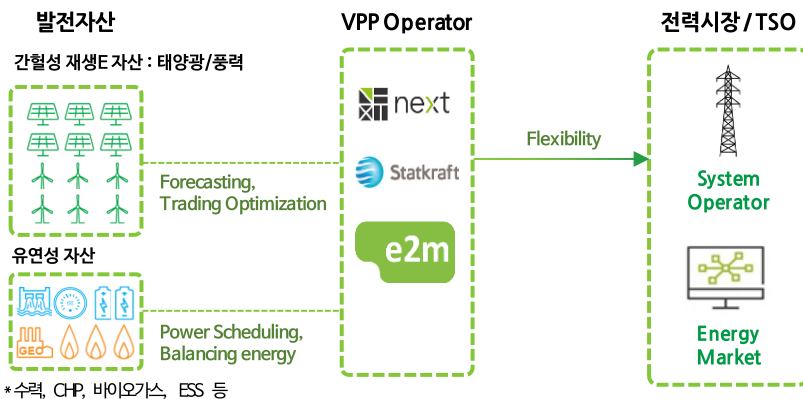 발전자산
VPP Operator
전력시장 / TSO
간헐성 재생E 자산 : 태양광/풍력
next
Statkraft
e2m
Forecasting,
Trading Optimization
Flexibility
System
Operator
유연성 자산
GEO
Power Scheduling,
Balancing energy
Energy
Market
* 수력, CHP, 바이오가스, ESS 등